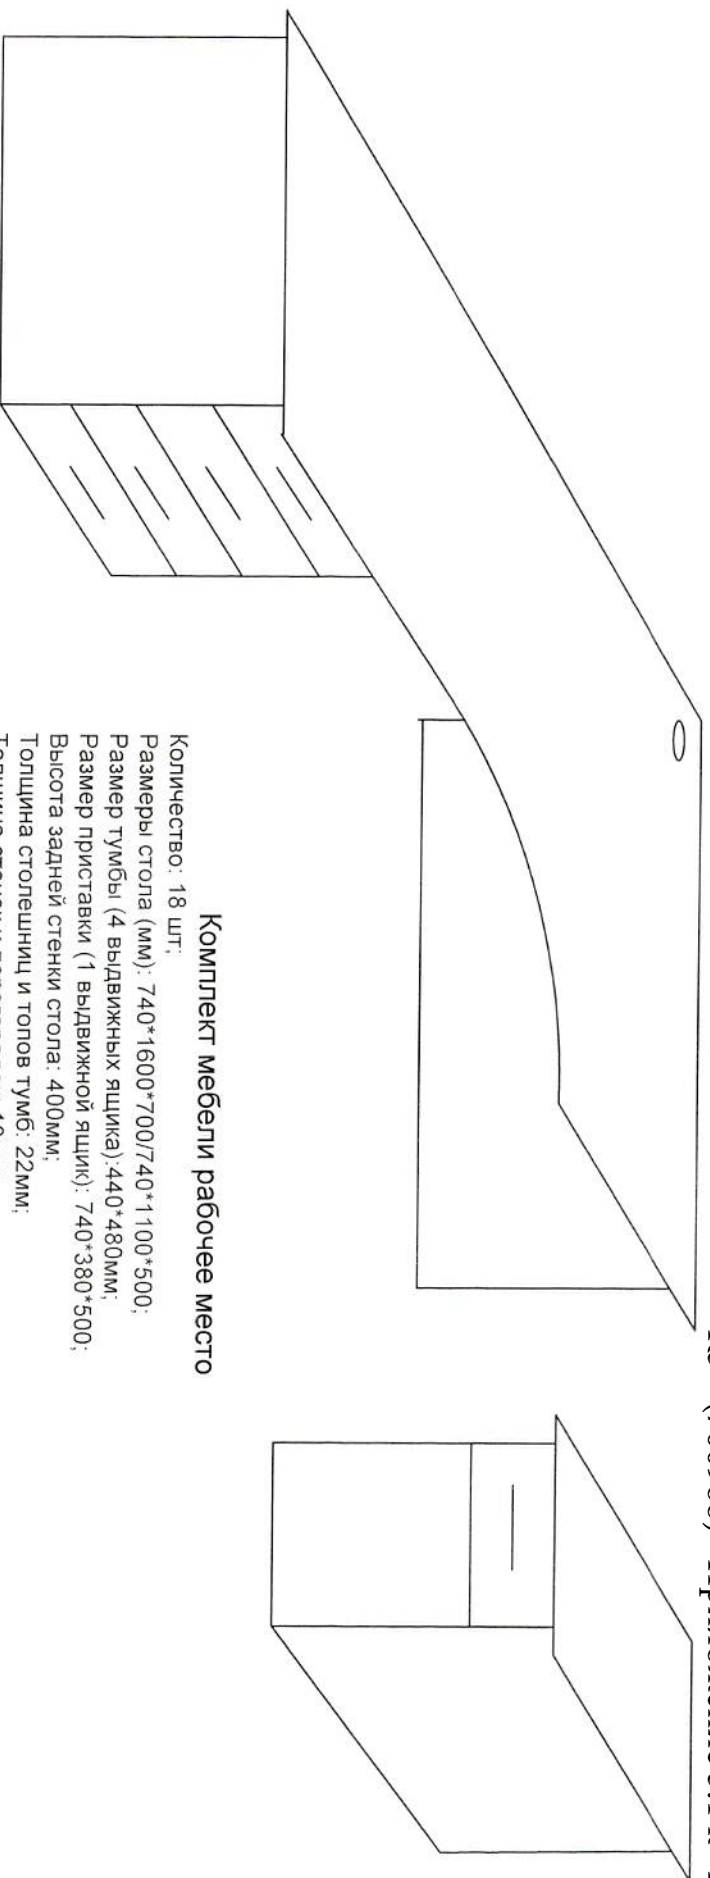 Комплект мебели рабочее место
Количество: 18 шт;
Размеры стола (мм): 740*1600*700/740*1100*500;
Размер тумбы (4 выдвижных ящика):440*480мм;
Размер приставки (1 выдвижной ящик): 740*380*500;
Высота задней стенки стола: 400мм;
Толщина столешниц и топов тумб: 22мм;